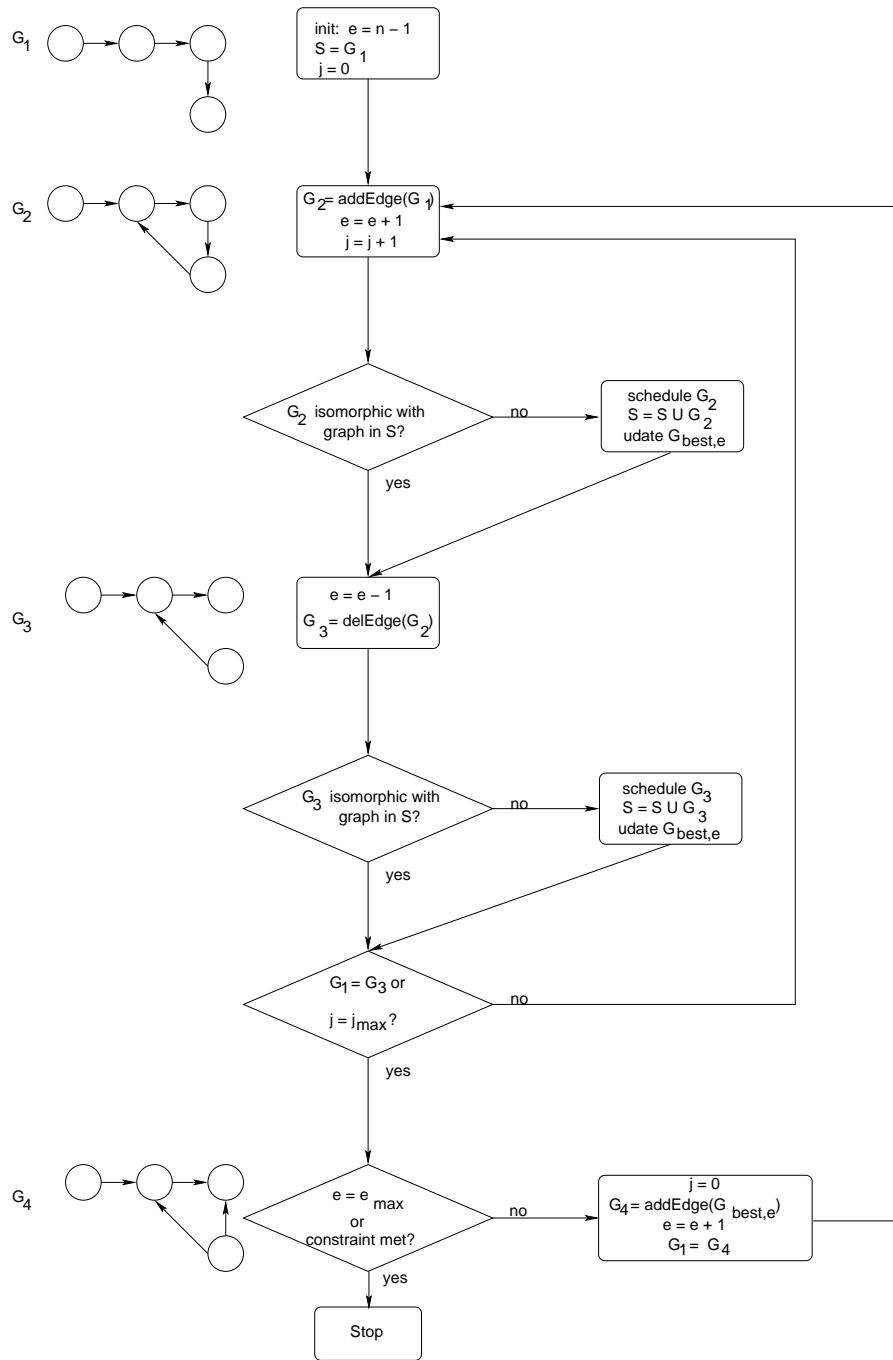 G1
init: e = n – 1
S = G1
j = 0
G2
G2= addEdge(G1)
e = e + 1
j = j + 1
G2 isomorphic with
graph in S?
no
yes
schedule G2
S = S U G2
udate Gbest,e
G3
e = e – 1
G3= delEdge(G2)
G3 isomorphic with
graph in S?
no
yes
schedule G3
S = S U G3
udate Gbest,e
G1= G3 or
j = jmax?
no
yes
G4
e = emax
or
constraint met?
no
yes
j = 0
G4= addEdge(Gbest,e)
e = e + 1
G1= G4
Stop